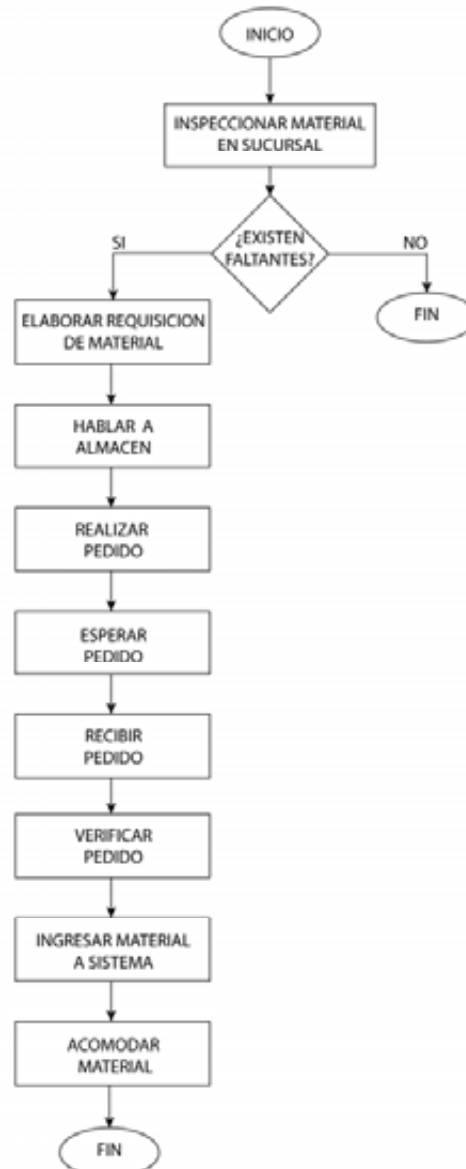 INICIO
INSPECCIONAR MATERIAL
EN SUCURSAL
¿EXISTEN
FALTANTES?
SI
NO
FIN
ELABORAR REQUISICION
DE MATERIAL
HABLAR A
ALMACEN
REALIZAR
PEDIDO
ESPERAR
PEDIDO
RECIBIR
PEDIDO
VERIFICAR
PEDIDO
INGRESAR MATERIAL
A SISTEMA
ACOMODAR
MATERIAL
FIN